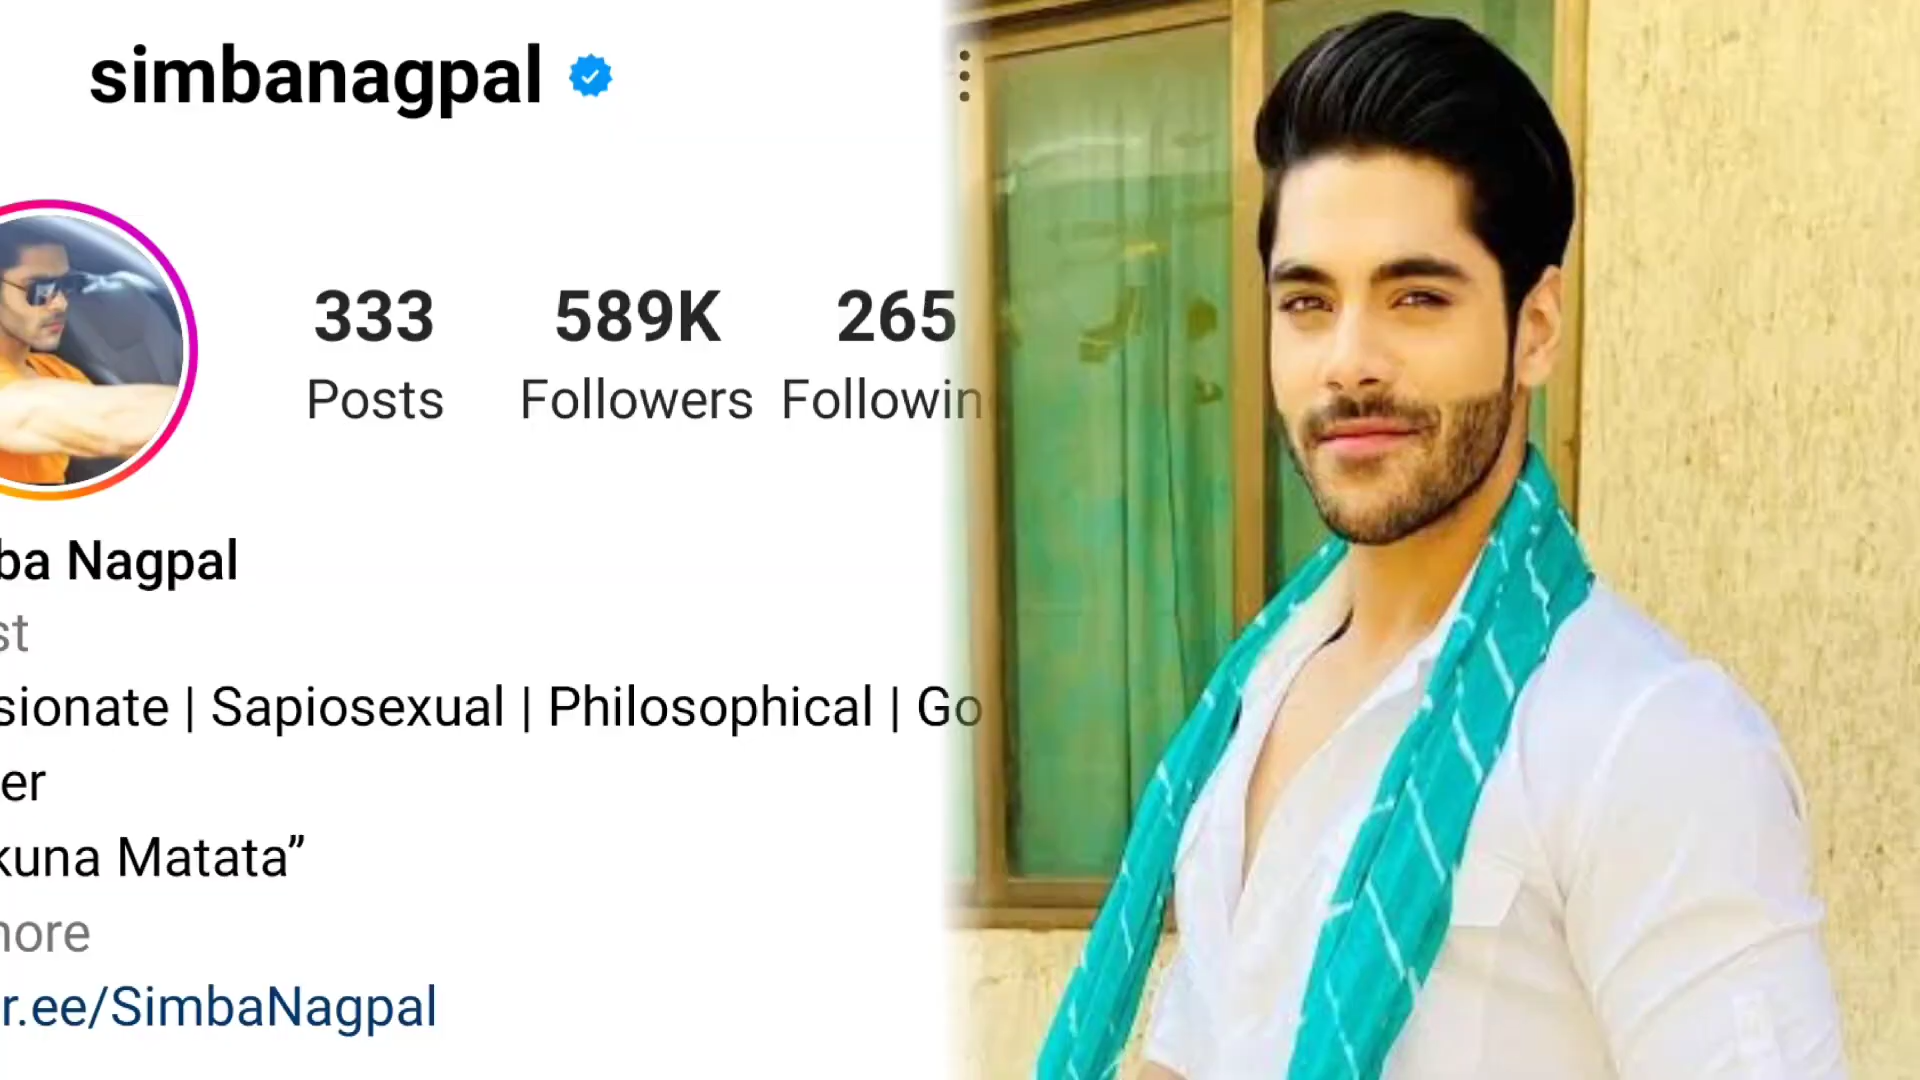 simbanagpal
333 589K 265
Posts Followers Followin
ba Nagpal
st
sionate | Sapiosexual | Philosophical | Go
er
kuna Matata”
nore
r.ee/SimbaNagpal